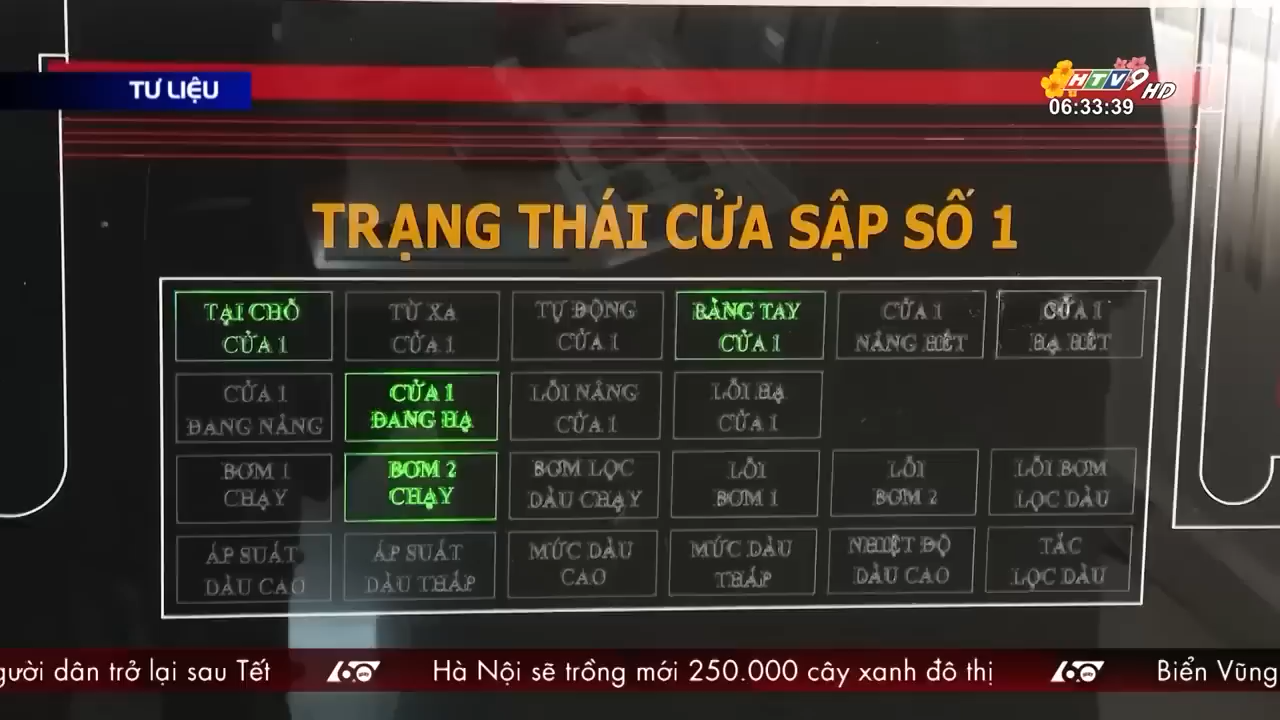 TƯ LIỆU
HTV9 HD
06:33:39
TRẠNG THÁI CỬA SẬP SỐ 1
TẠI CHỖ
CỬA 1
TỪ XA
CỬA 1
TỰ ĐỘNG
CỬA 1
BẰNG TAY
CỬA 1
CỬA 1
NÂNG HẾT
CỬA 1
HẠ HẾT
CỬA 1
ĐANG NÂNG
CỬA 1
ĐANG HẠ
LỖI NÂNG
CỬA 1
LỖI HẠ
CỬA 1
BƠM 1
CHẠY
BƠM 2
CHẠY
BƠM LỌC
DẦU CHẠY
LỖI
BƠM 1
LỖI
BƠM 2
LỖI BƠM
LỌC DẦU
ÁP SUẤT
DẦU CAO
ÁP SUẤT
DẦU THẤP
MỨC DẦU
CAO
MỨC DẦU
THẤP
NHIỆT ĐỘ
DẦU CAO
TẮC
LỌC DẦU
gười dân trở lại sau Tết 60 giây Hà Nội sẽ trồng mới 250.000 cây xanh đô thị 60 giây Biển Vũng